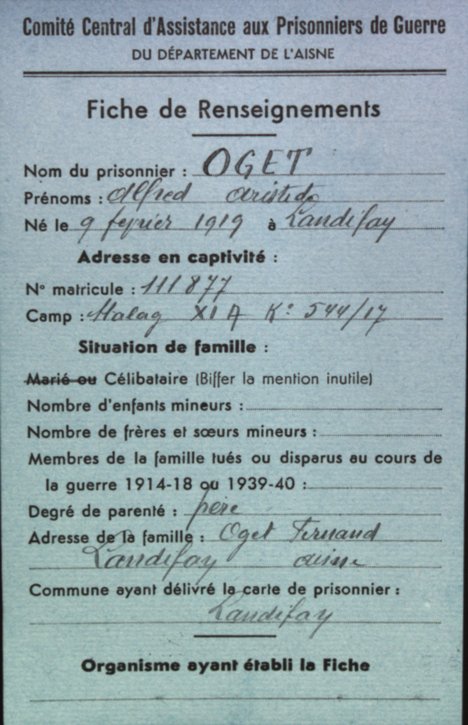 Comité Central d'Assistance aux Prisonniers de Guerre
DU DÉPARTEMENT DE L'AISNE
Fiche de Renseignements
Nom du prisonnier : OGET
Prénoms : Alfred Aristide
Né le 9 février 1919 à Landifay
Adresse en captivité :
N° matricule : 111877
Camp : Stalag XI A K° 544/17
Situation de famille :
Marié ou Célibataire (Biffer la mention inutile)
Nombre d'enfants mineurs :
Nombre de frères et sœurs mineurs :
Membres de la famille tués ou disparus au cours de
la guerre 1914-18 ou 1939-40 :
Degré de parenté : père
Adresse de la famille : Oget Fernand
Landifay aisne
Commune ayant délivré la carte de prisonnier :
Landifay
Organisme ayant établi la Fiche